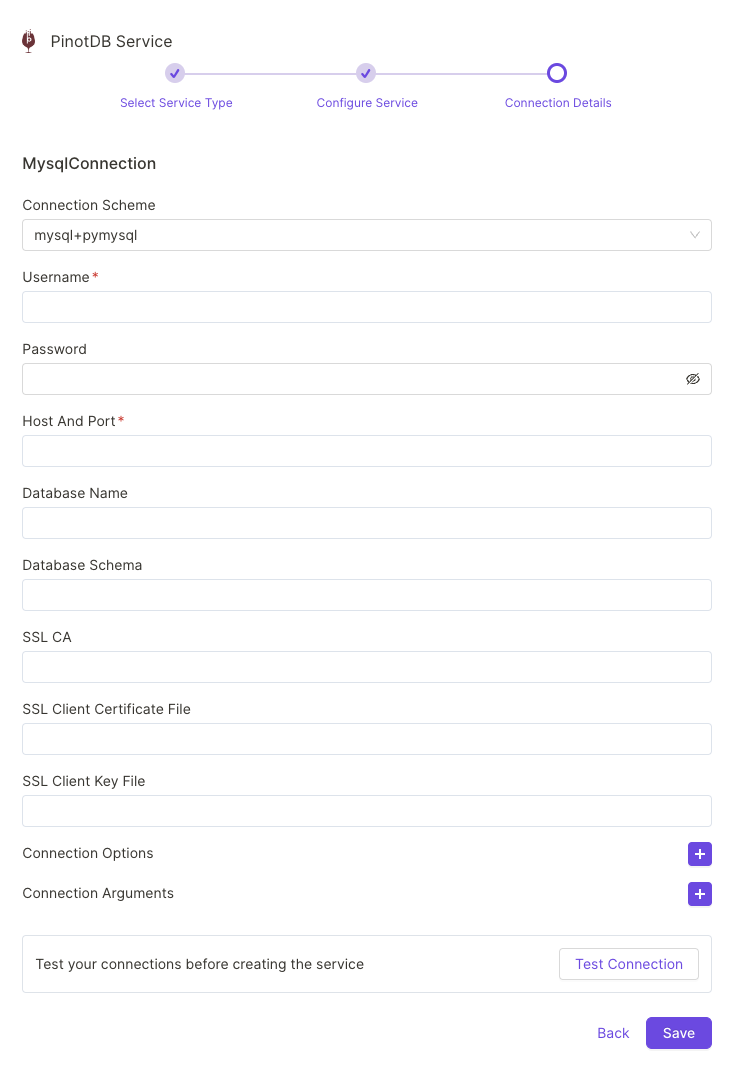 PinotDB Service
Select Service Type
Configure Service
Connection Details
MysqlConnection
Connection Scheme
mysql+pymysql
Username*
Password
Host And Port*
Database Name
Database Schema
SSL CA
SSL Client Certificate File
SSL Client Key File
Connection Options
Connection Arguments
Test your connections before creating the service
Test Connection
Back
Save